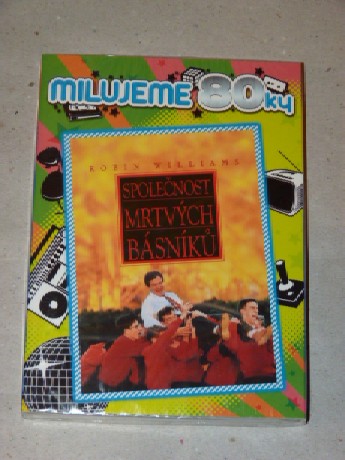 MILUJEME 80KY
ROBIN WILLIAMS
SPOLEČNOST
MRTVÝCH
BÁSNÍKŮ